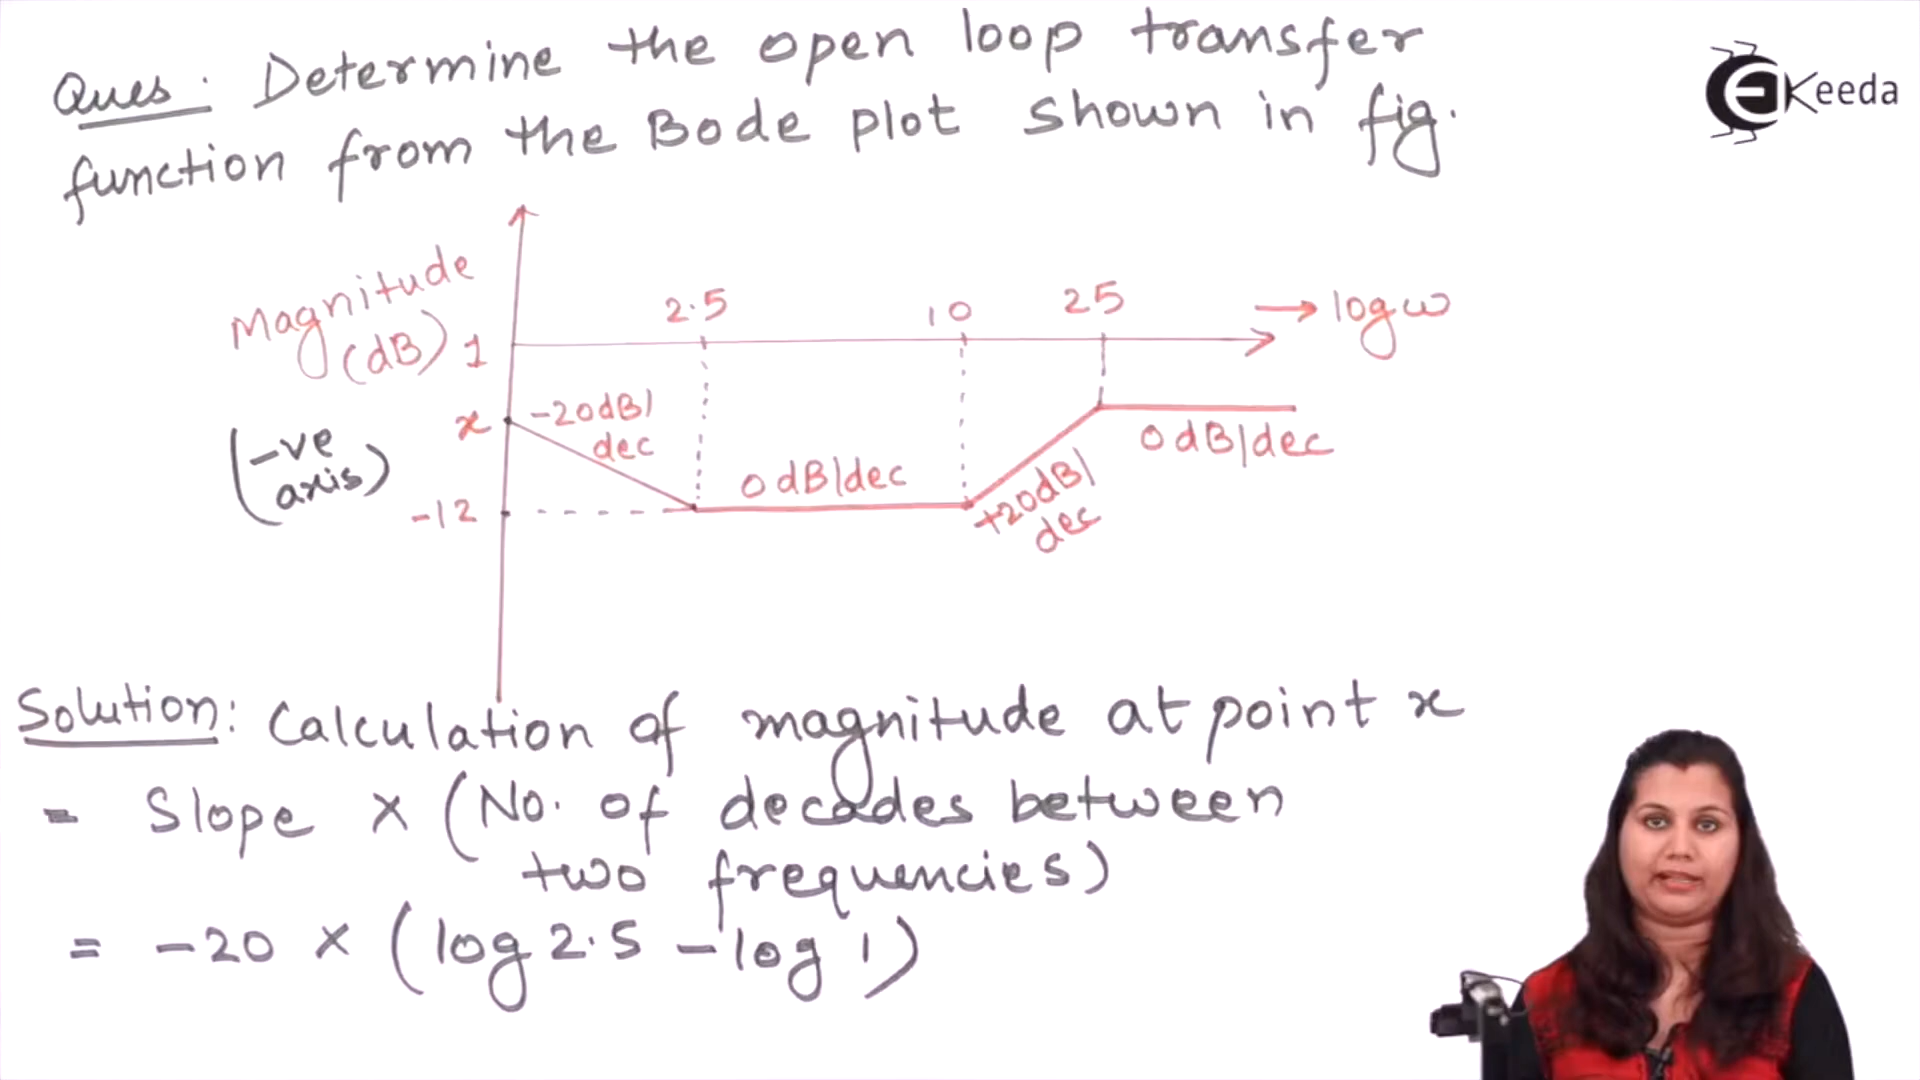 Ques : Determine the open loop transfer
function from the Bode plot shown in fig.
Keeda
Magnitude
(dB)
1
2.5
10
25
→ log ω
x
-20dB/
dec
(-ve
axis)
0 dB/dec
0 dB/dec
-12
+20dB/
dec
Solution: Calculation of magnitude at point x
= Slope × (No. of decades between
two frequencies)
= -20 × (log 2.5 - log 1)